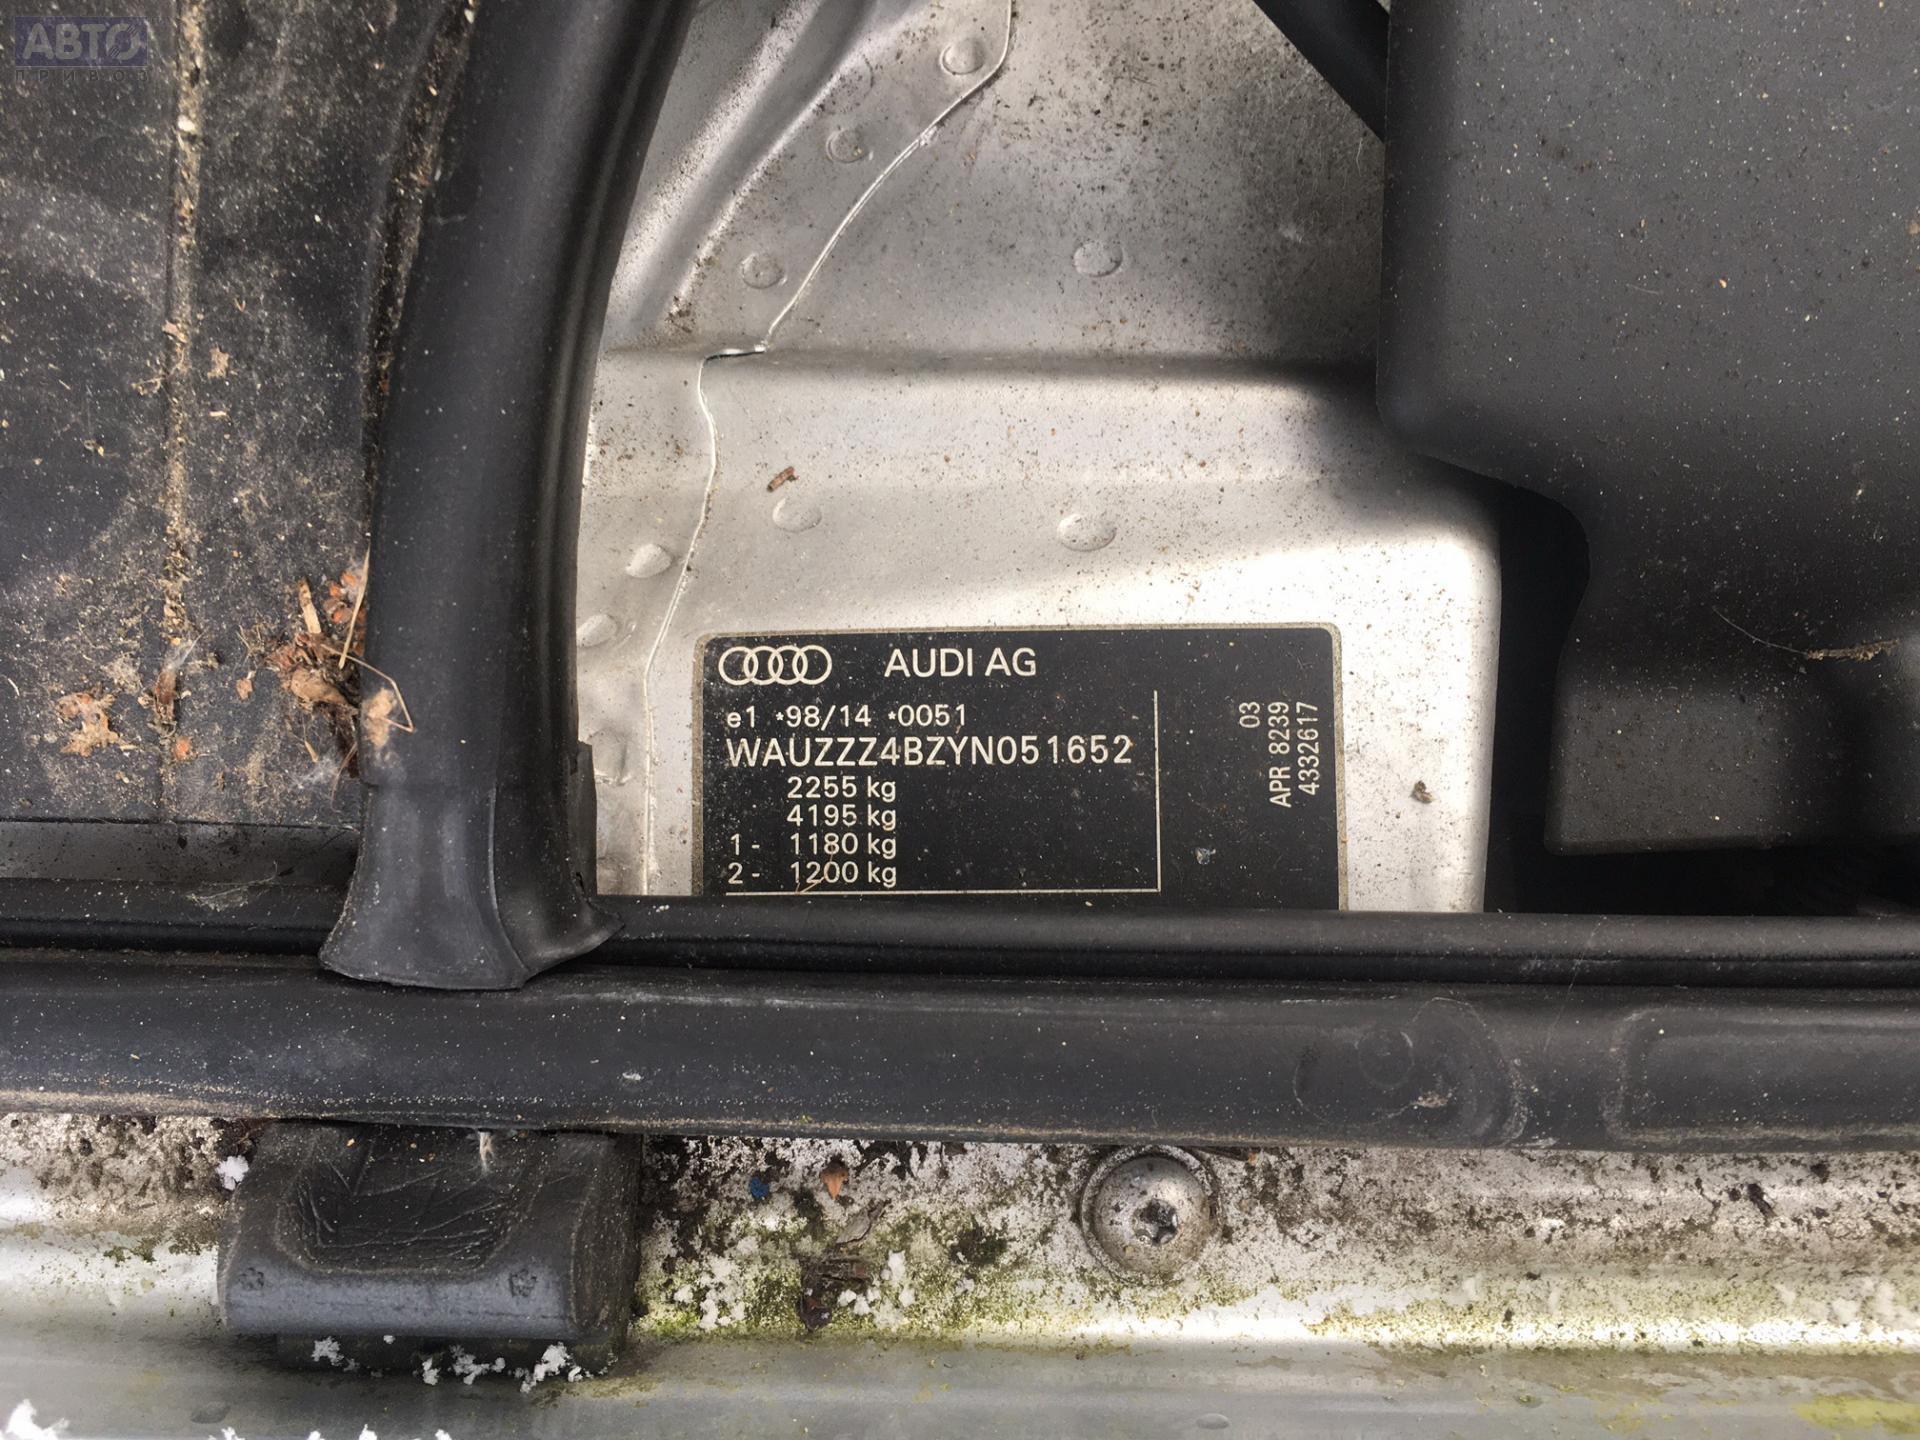 АВТО
ПРИВОЗ
AUDI AG
e1 *98/14 *0051
WAUZZZ4BZYN051652
2255 kg
4195 kg
1- 1180 kg
2- 1200 kg
03
APR 8239
4332617